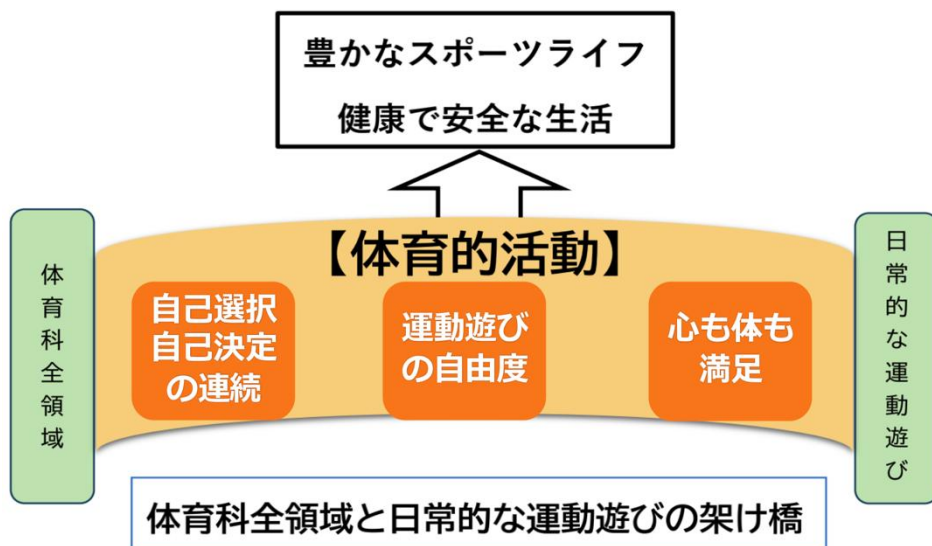 豊かなスポーツライフ
健康で安全な生活
【体育的活動】
体育科全領域
自己選択
自己決定
の連続
運動遊び
の自由度
心も体も
満足
日常的な運動遊び
体育科全領域と日常的な運動遊びの架け橋